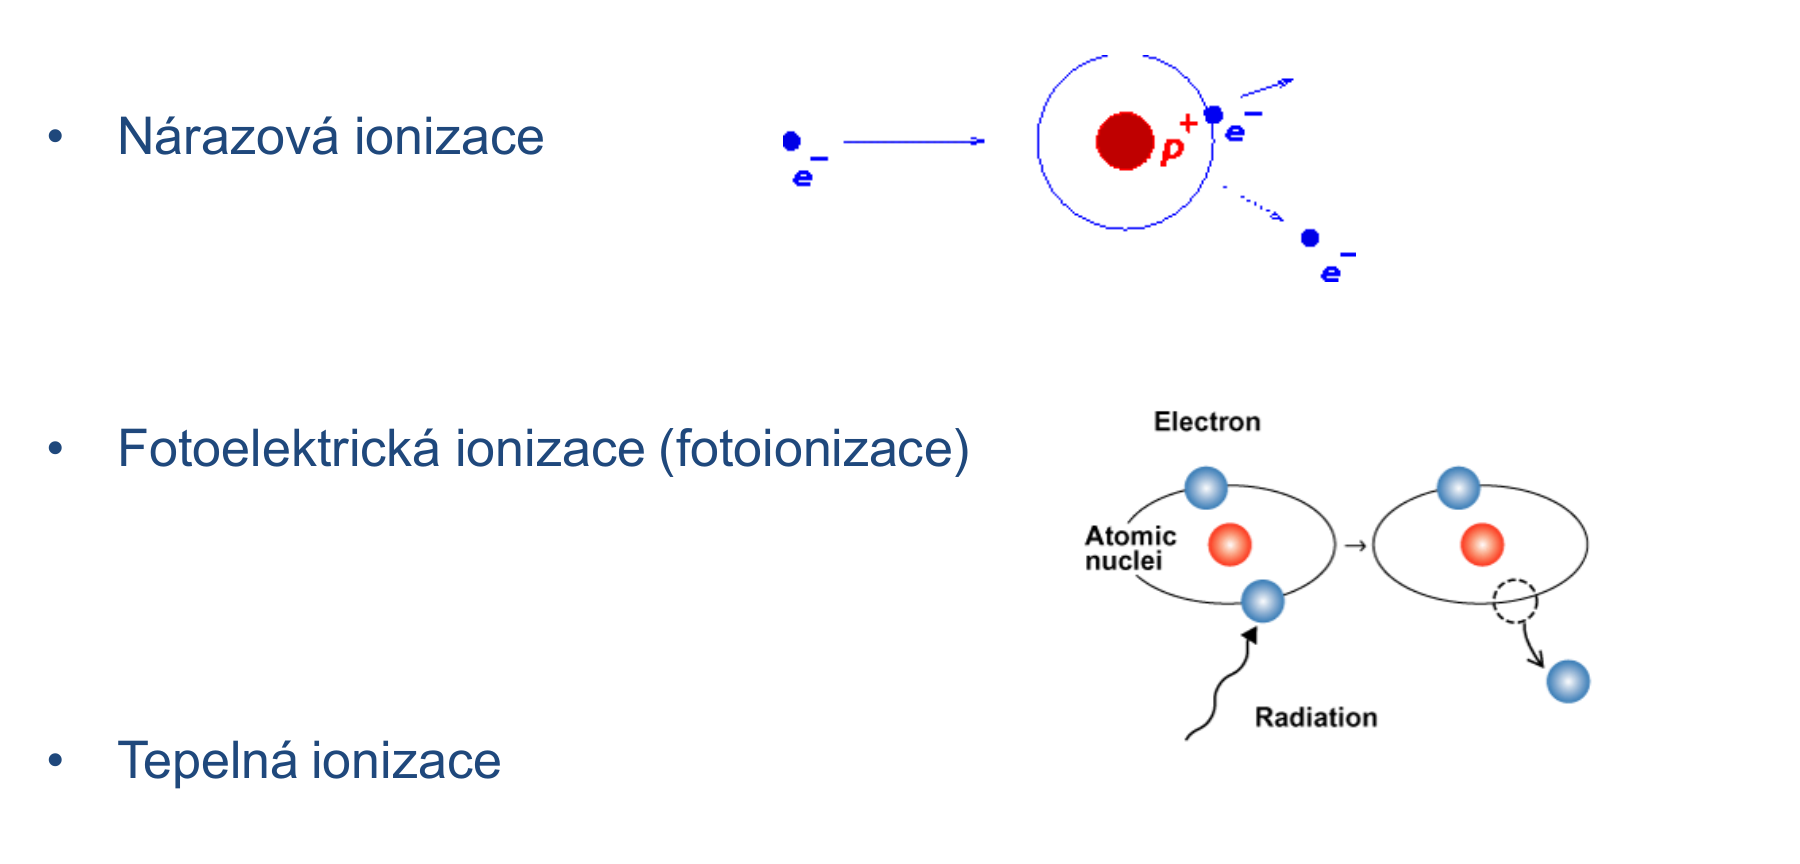 • Nárazová ionizace
e−
p+
e−
e−
• Fotoelektrická ionizace (fotoionizace)
Electron
Atomic
nuclei
Radiation
• Tepelná ionizace